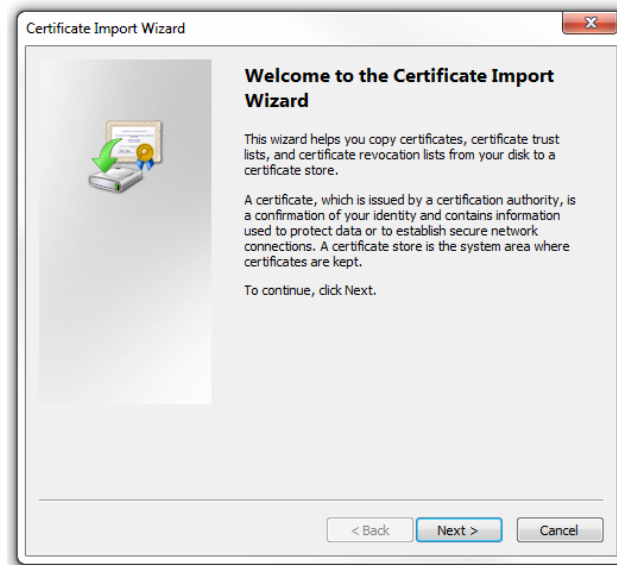 Certificate Import Wizard
Welcome to the Certificate Import
Wizard
This wizard helps you copy certificates, certificate trust
lists, and certificate revocation lists from your disk to a
certificate store.
A certificate, which is issued by a certification authority, is
a confirmation of your identity and contains information
used to protect data or to establish secure network
connections. A certificate store is the system area where
certificates are kept.
To continue, click Next.
< Back Next > Cancel